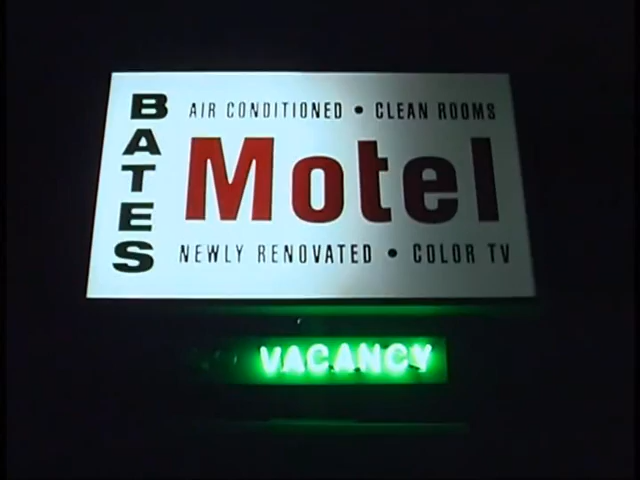 BATES
AIR CONDITIONED • CLEAN ROOMS
Motel
NEWLY RENOVATED • COLOR TV
VACANCY